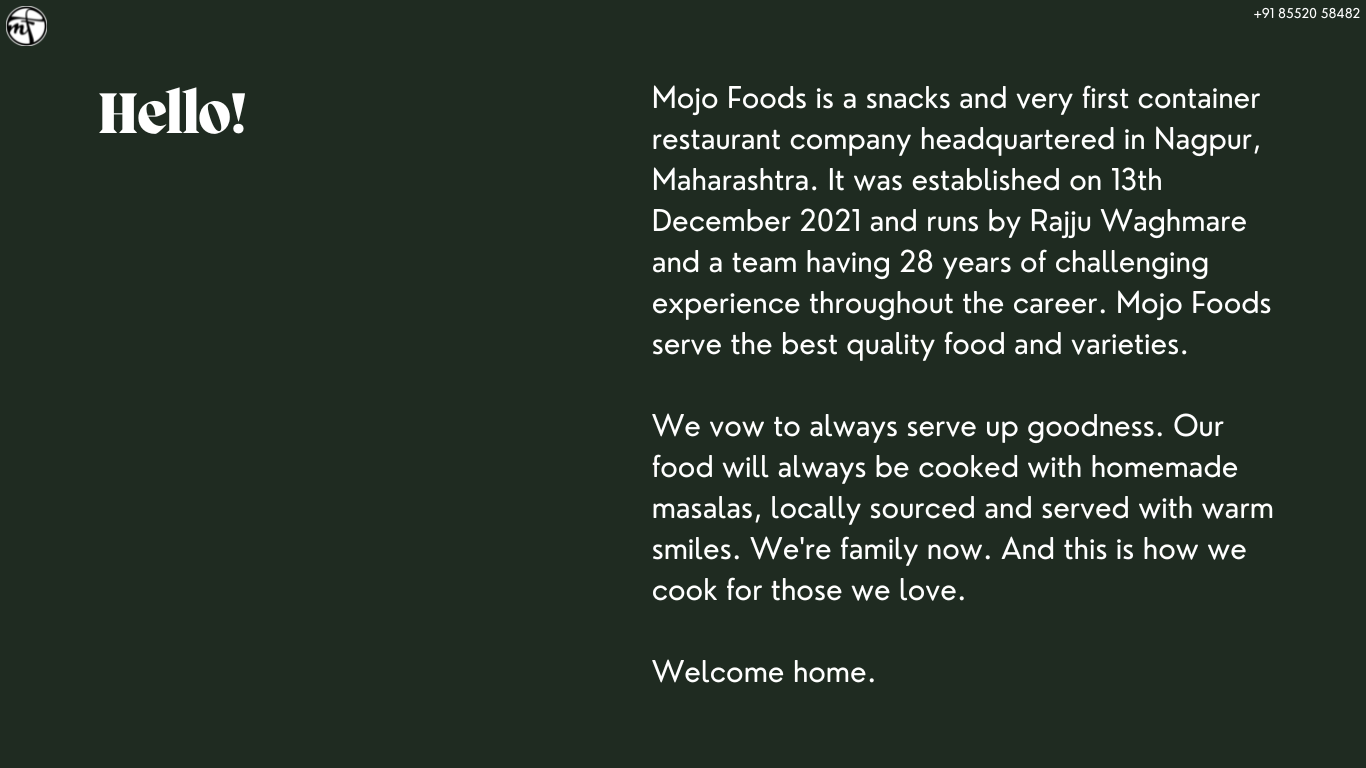 mf
+91 85520 58482
Hello!
Mojo Foods is a snacks and very first container
restaurant company headquartered in Nagpur,
Maharashtra. It was established on 13th
December 2021 and runs by Rajju Waghmare
and a team having 28 years of challenging
experience throughout the career. Mojo Foods
serve the best quality food and varieties.
We vow to always serve up goodness. Our
food will always be cooked with homemade
masalas, locally sourced and served with warm
smiles. We're family now. And this is how we
cook for those we love.
Welcome home.